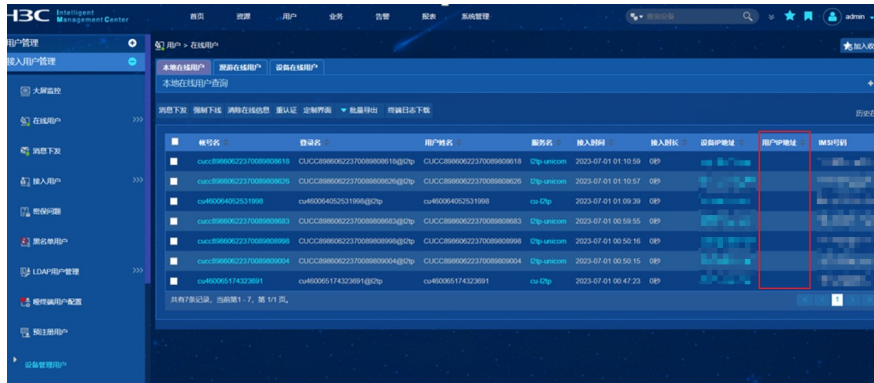 H3C Intelligent Management Center
首页 资源 用户 业务 告警 报表 系统管理 搜索设备 admin
用户管理
用户 > 在线用户
加入收
接入用户管理
本地在线用户 漫游在线用户 设备在线用户
本地在线用户查询
大屏监控
消息下发 强制下线 清除在线信息 重认证 定制界面 批量导出 终端日志下载
历史在
在线用户
帐号名 登录名 用户姓名 服务名 接入时间 接入时长 设备IP地址 用户IP地址 IMSI号码
消息下发
cucc89860622370089808618 CUCC89860622370089808618@l2tp CUCC89860622370089808618 l2tp-unicom 2023-07-01 01:10:59 0秒
cucc89860622370089808626 CUCC89860622370089808626@l2tp CUCC89860622370089808626 l2tp-unicom 2023-07-01 01:10:57 0秒
接入用户
cu460064052531998 cu460064052531998@l2tp cu460064052531998 cu-l2tp 2023-07-01 01:09:39 0秒
密保问题
cucc89860622370089808683 CUCC89860622370089808683@l2tp CUCC89860622370089808683 l2tp-unicom 2023-07-01 00:59:55 0秒
黑名单用户
cucc89860622370089808998 CUCC89860622370089808998@l2tp CUCC89860622370089808998 l2tp-unicom 2023-07-01 00:50:16 0秒
cucc89860622370089809004 CUCC89860622370089809004@l2tp CUCC89860622370089809004 l2tp-unicom 2023-07-01 00:50:15 0秒
LDAP用户管理
cu460065174323691 cu460065174323691@l2tp cu460065174323691 cu-l2tp 2023-07-01 00:47:23 0秒
共有7条记录，当前第1 - 7，第 1/1 页。
1
哑终端用户配置
预注册用户
设备管理用户